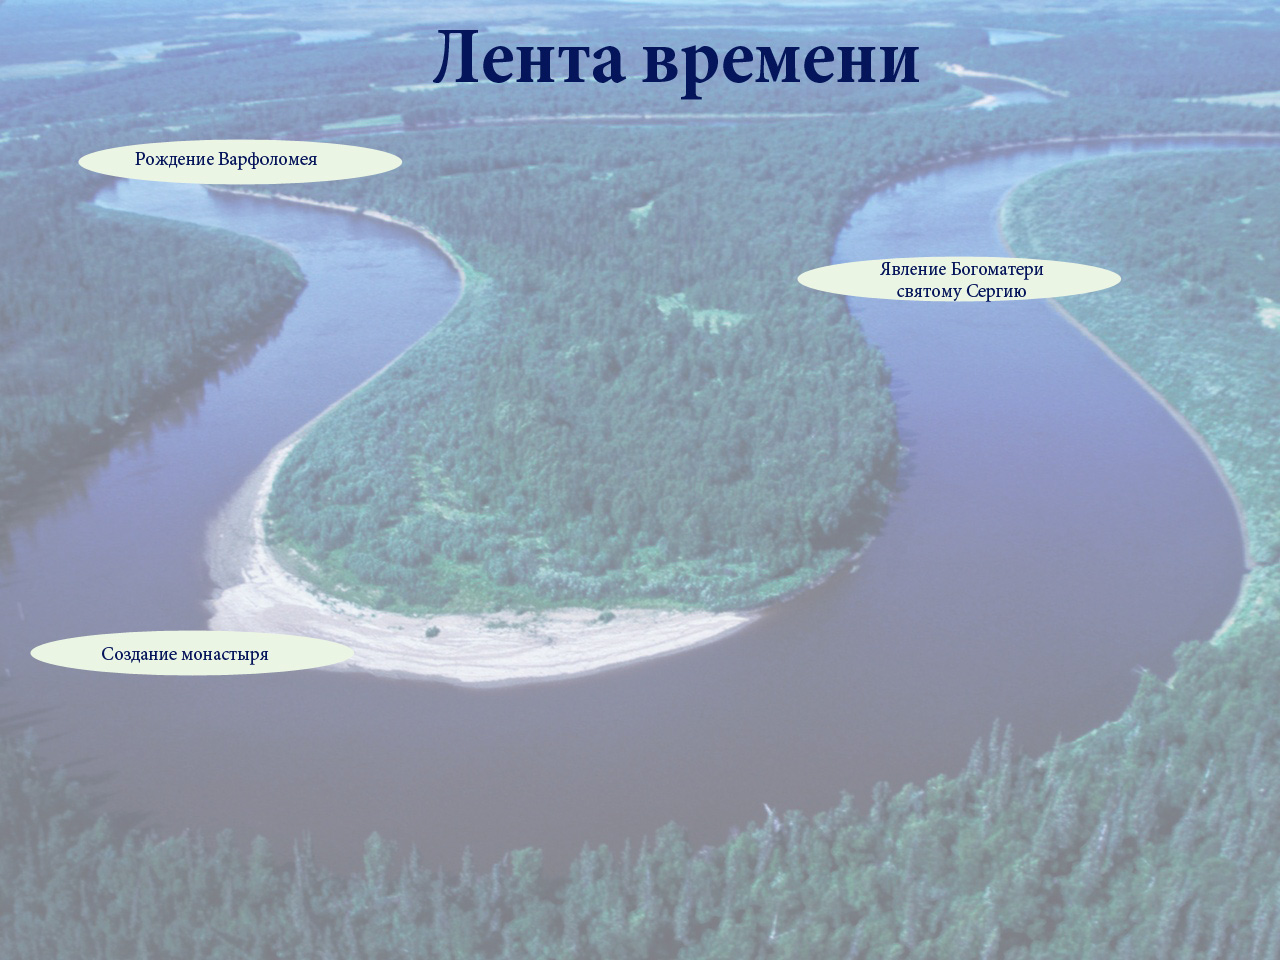 Лента времени
Рождение Варфоломея
Явление Богоматери
святому Сергию
Создание монастыря